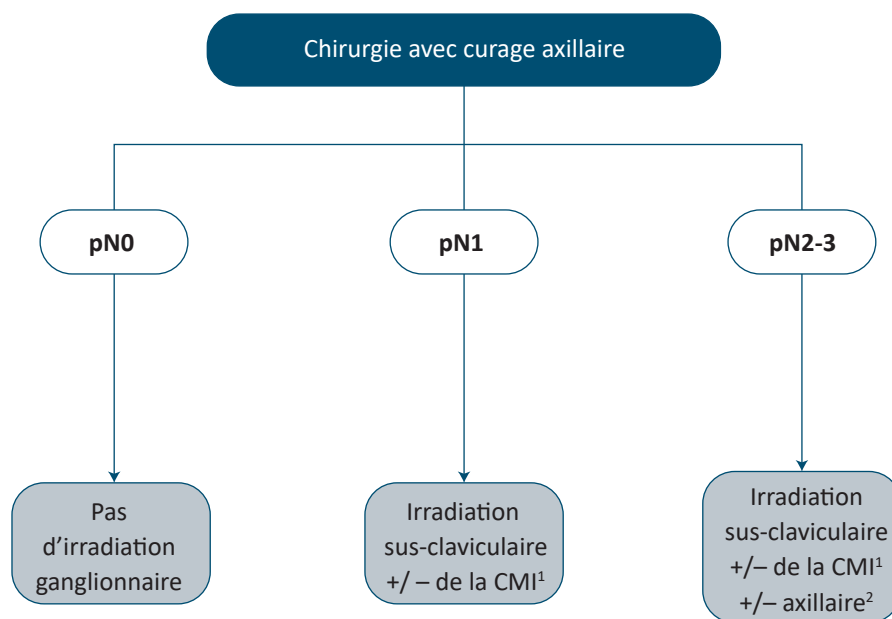 Chirurgie avec curage axillaire
pN0
pN1
pN2-3
Pas
d’irradiation
ganglionnaire
Irradiation
sus-claviculaire
+/ – de la CMI¹
Irradiation
sus-claviculaire
+/– de la CMI¹
+/– axillaire²